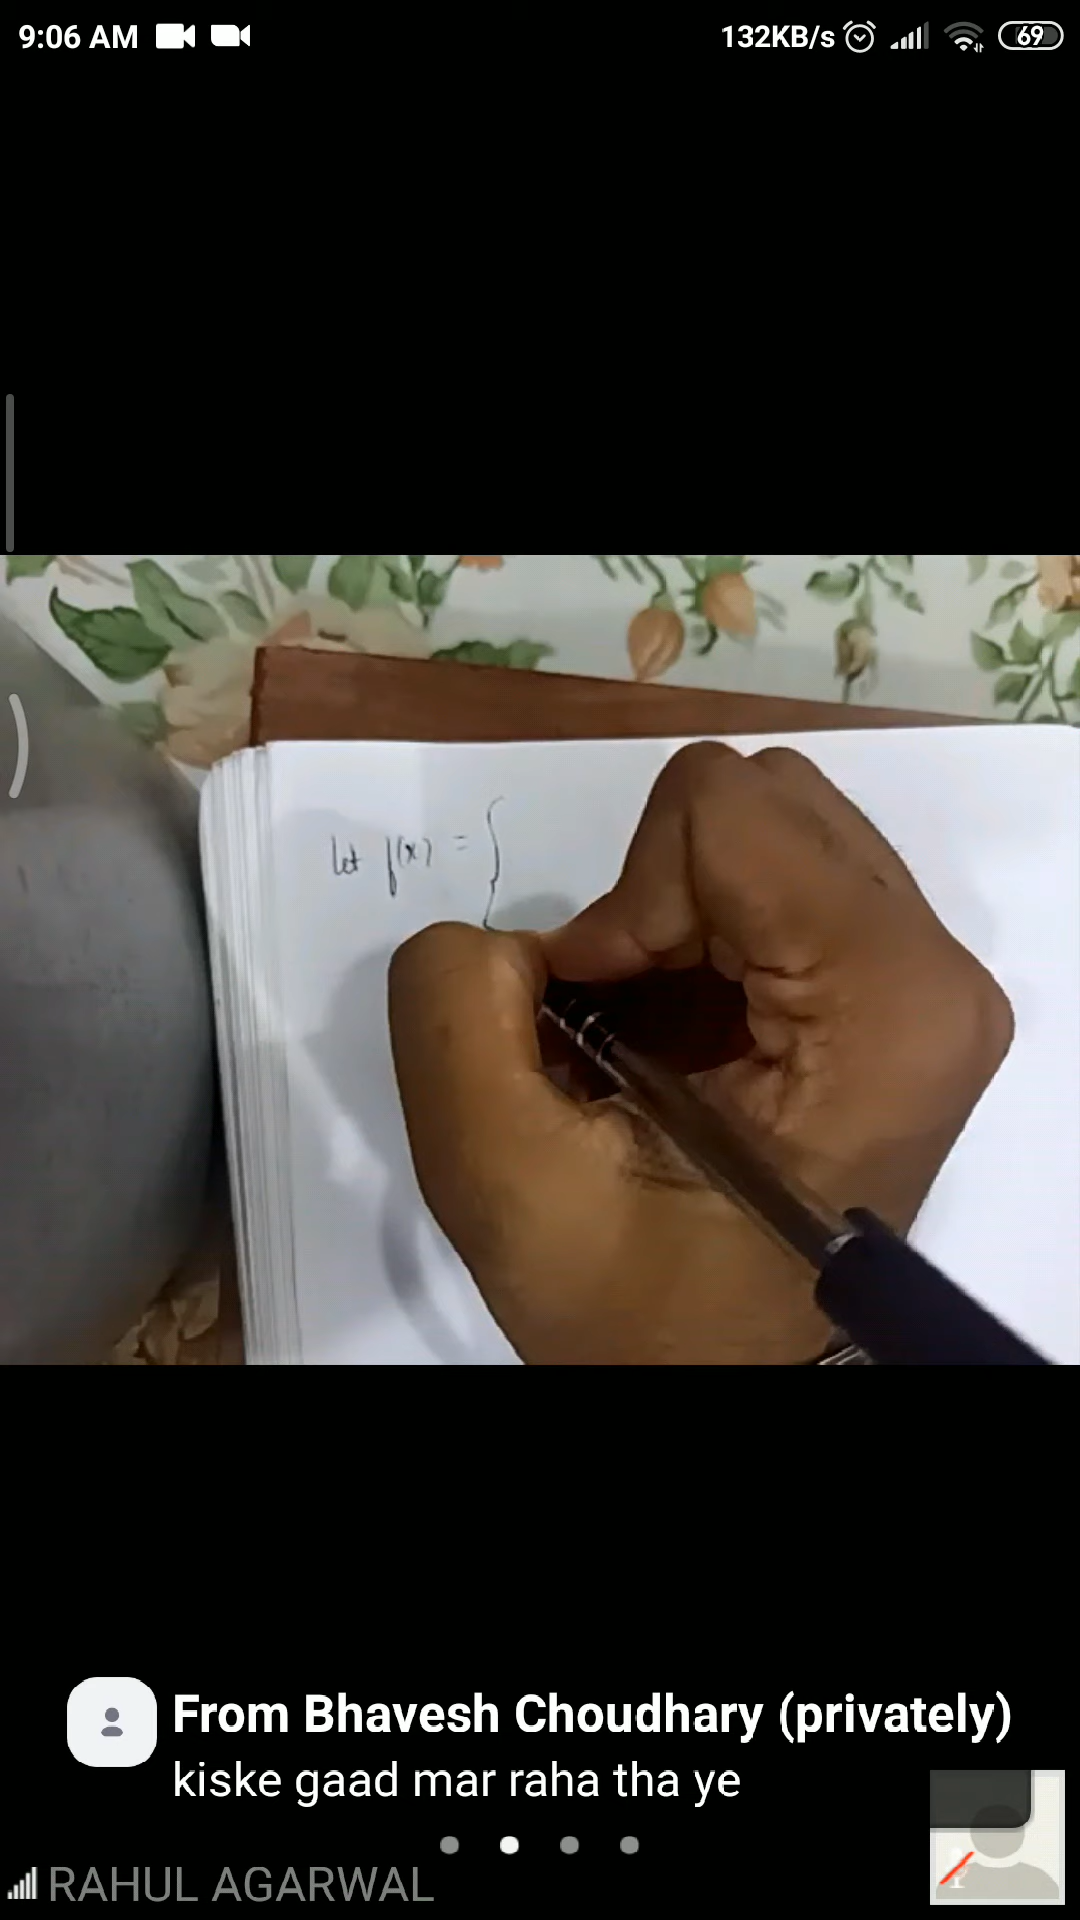 9:06 AM
132KB/s
69
let f(x) = {
From Bhavesh Choudhary (privately)
kiske gaad mar raha tha ye
RAHUL AGARWAL